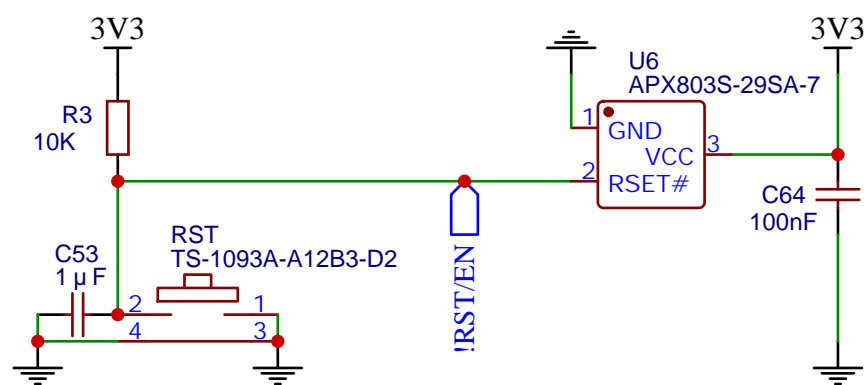 3V3
3V3
U6
APX803S-29SA-7
R3
10K
1
GND
VCC
3
2
RSET#
C64
100nF
RST
TS-1093A-A12B3-D2
C53
1µF
!RST/EN
2
1
4
3